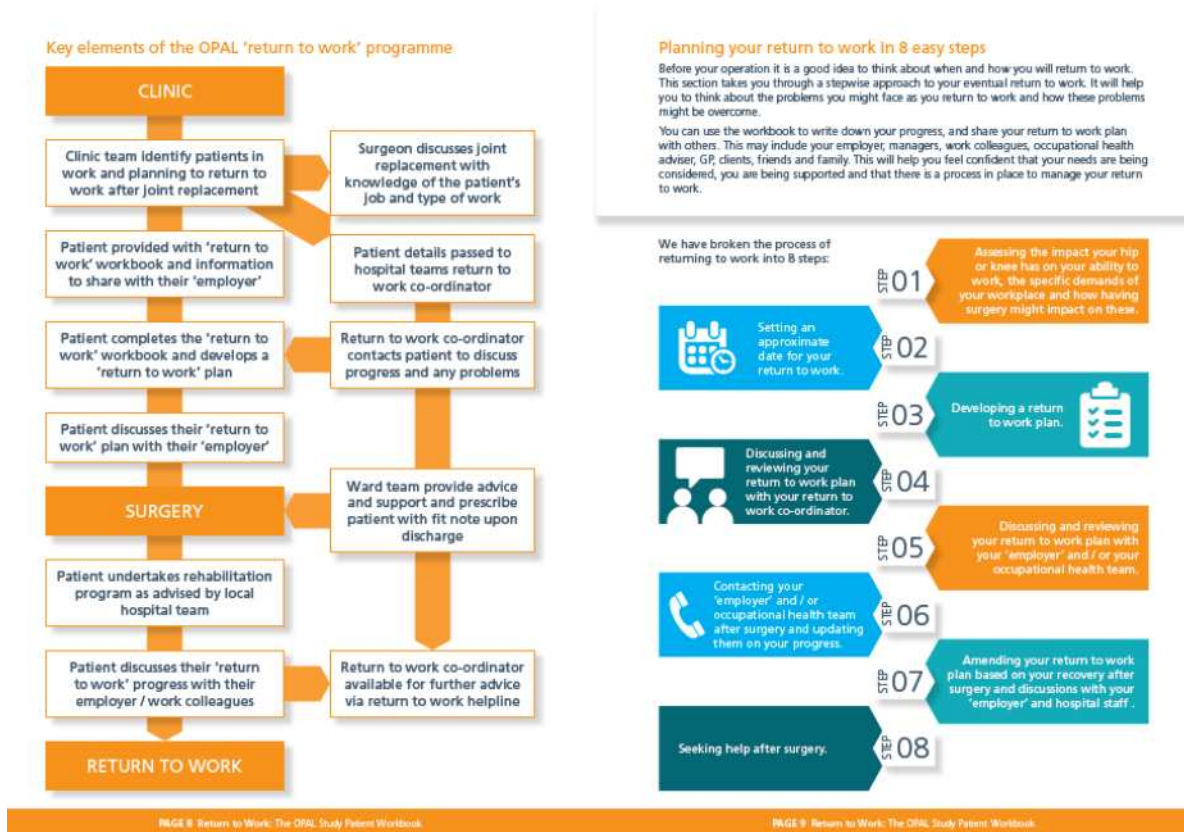 Key elements of the OPAL 'return to work' programme
CLINIC
Clinic team identify patients in
work and planning to return to
work after joint replacement
Surgeon discusses joint
replacement with
knowledge of the patient's
job and type of work
Patient provided with 'return to
work' workbook and information
to share with their 'employer'
Patient details passed to
hospital teams return to
work co-ordinator
Patient completes the 'return to
work' workbook and develops a
'return to work' plan
Return to work co-ordinator
contacts patient to discuss
progress and any problems
Patient discusses their 'return to
work' plan with their 'employer'
SURGERY
Ward team provide advice
and support and prescribe
patient with fit note upon
discharge
Patient undertakes rehabilitation
program as advised by local
hospital team
Patient discusses their 'return
to work' progress with their
employer / work colleagues
Return to work co-ordinator
available for further advice
via return to work helpline
RETURN TO WORK
PAGE 8 Return to Work: The OPAL Study Patient Workbook
Planning your return to work in 8 easy steps
Before your operation it is a good idea to think about when and how you will return to work.
This section takes you through a stepwise approach to your eventual return to work. It will help
you to think about the problems you might face as you return to work and how these problems
might be overcome.
You can use the workbook to write down your progress, and share your return to work plan
with others. This may include your employer, managers, work colleagues, occupational health
adviser, GP, clients, friends and family. This will help you feel confident that your needs are being
considered, you are being supported and that there is a process in place to manage your return
to work.
We have broken the process of
returning to work into 8 steps:
STEP 01
Assessing the impact your hip
or knee has on your ability to
work, the specific demands of
your workplace and how having
surgery might impact on these.
Setting an
approximate
date for your
return to work.
STEP 02
STEP 03
Developing a return
to work plan.
Discussing and
reviewing your
return to work plan
with your return to
work co-ordinator.
STEP 04
STEP 05
Discussing and reviewing
your return to work plan with
your 'employer' and / or your
occupational health team.
Contacting your
'employer' and / or
occupational health team
after surgery and updating
them on your progress.
STEP 06
STEP 07
Amending your return to work
plan based on your recovery after
surgery and discussions with your
'employer' and hospital staff .
Seeking help after surgery.
STEP 08
PAGE 9 Return to Work: The OPAL Study Patient Workbook